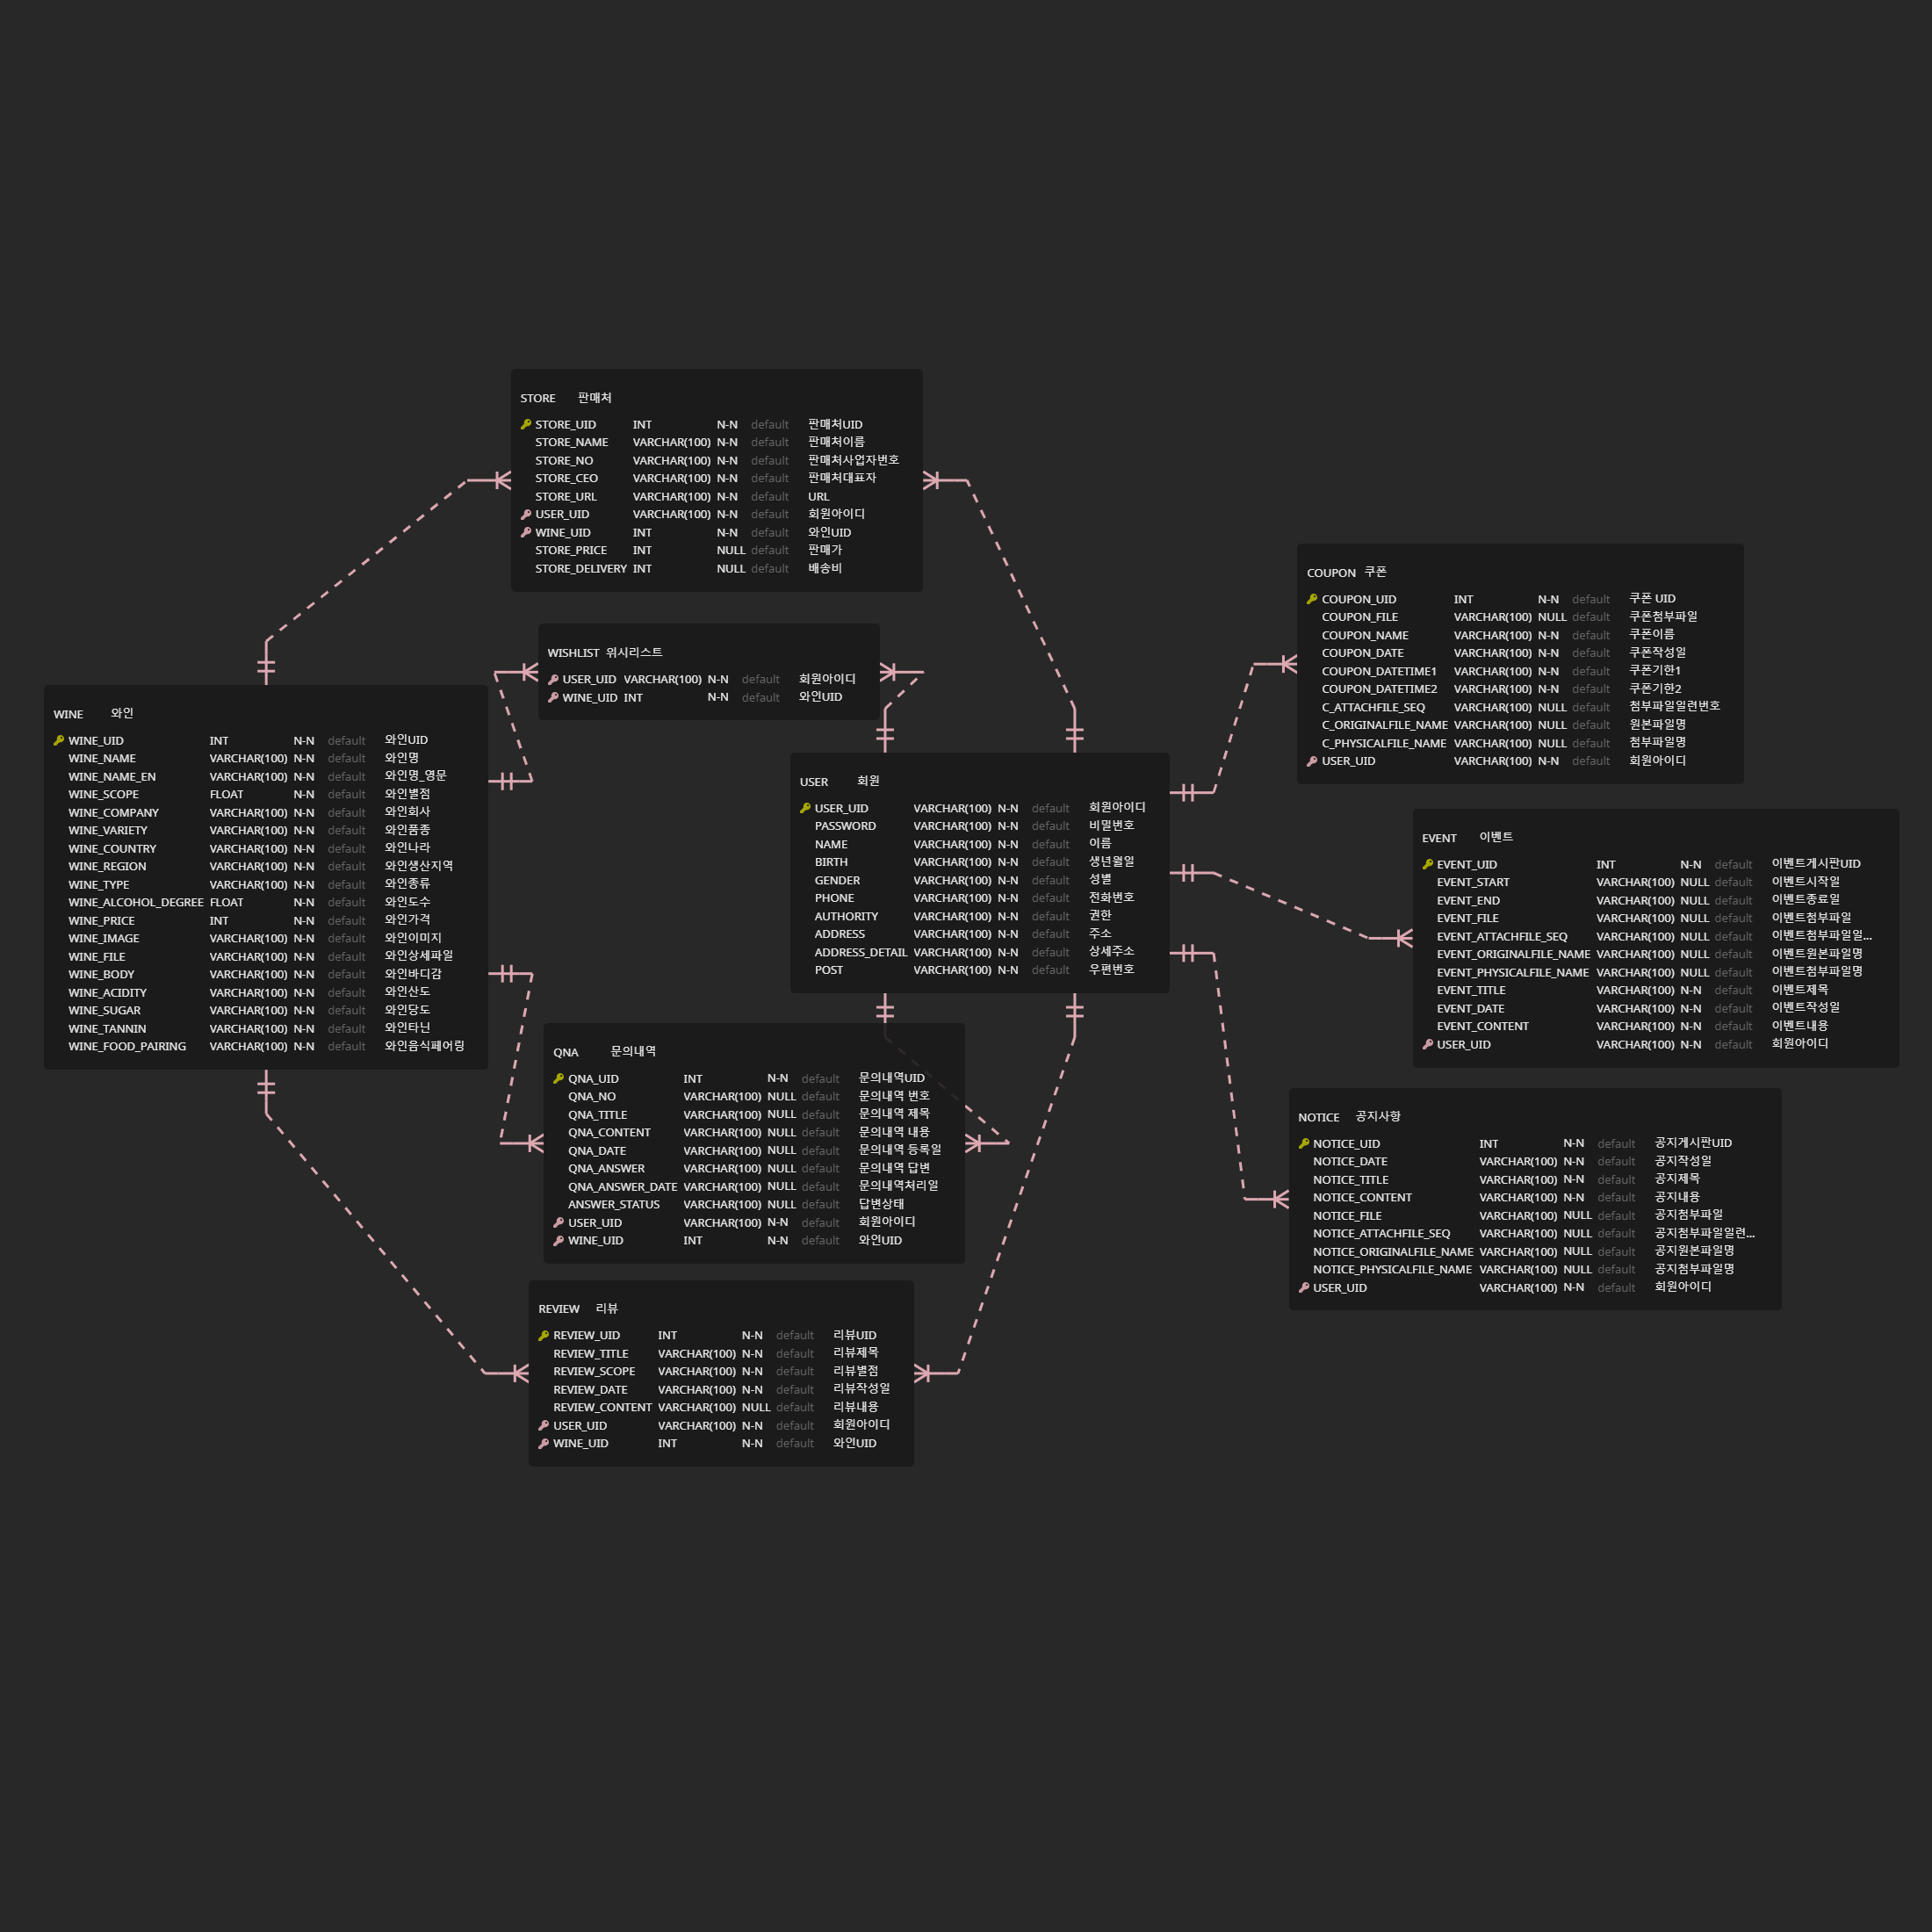 STORE 판매처
STORE_UID INT N-N default 판매처UID
STORE_NAME VARCHAR(100) N-N default 판매처이름
STORE_NO VARCHAR(100) N-N default 판매처사업자번호
STORE_CEO VARCHAR(100) N-N default 판매처대표자
STORE_URL VARCHAR(100) N-N default URL
USER_UID VARCHAR(100) N-N default 회원아이디
WINE_UID INT N-N default 와인UID
STORE_PRICE INT NULL default 판매가
STORE_DELIVERY INT NULL default 배송비
WISHLIST 위시리스트
USER_UID VARCHAR(100) N-N default 회원아이디
WINE_UID INT N-N default 와인UID
WINE 와인
WINE_UID INT N-N default 와인UID
WINE_NAME VARCHAR(100) N-N default 와인명
WINE_NAME_EN VARCHAR(100) N-N default 와인명_영문
WINE_SCOPE FLOAT N-N default 와인별점
WINE_COMPANY VARCHAR(100) N-N default 와인회사
WINE_VARIETY VARCHAR(100) N-N default 와인품종
WINE_COUNTRY VARCHAR(100) N-N default 와인나라
WINE_REGION VARCHAR(100) N-N default 와인생산지역
WINE_TYPE VARCHAR(100) N-N default 와인종류
WINE_ALCOHOL_DEGREE FLOAT N-N default 와인도수
WINE_PRICE INT N-N default 와인가격
WINE_IMAGE VARCHAR(100) N-N default 와인이미지
WINE_FILE VARCHAR(100) N-N default 와인상세파일
WINE_BODY VARCHAR(100) N-N default 와인바디감
WINE_ACIDITY VARCHAR(100) N-N default 와인산도
WINE_SUGAR VARCHAR(100) N-N default 와인당도
WINE_TANNIN VARCHAR(100) N-N default 와인타닌
WINE_FOOD_PAIRING VARCHAR(100) N-N default 와인음식페어링
USER 회원
USER_UID VARCHAR(100) N-N default 회원아이디
PASSWORD VARCHAR(100) N-N default 비밀번호
NAME VARCHAR(100) N-N default 이름
BIRTH VARCHAR(100) N-N default 생년월일
GENDER VARCHAR(100) N-N default 성별
PHONE VARCHAR(100) N-N default 전화번호
AUTHORITY VARCHAR(100) N-N default 권한
ADDRESS VARCHAR(100) N-N default 주소
ADDRESS_DETAIL VARCHAR(100) N-N default 상세주소
POST VARCHAR(100) N-N default 우편번호
COUPON 쿠폰
COUPON_UID INT N-N default 쿠폰 UID
COUPON_FILE VARCHAR(100) NULL default 쿠폰첨부파일
COUPON_NAME VARCHAR(100) N-N default 쿠폰이름
COUPON_DATE VARCHAR(100) N-N default 쿠폰작성일
COUPON_DATETIME1 VARCHAR(100) N-N default 쿠폰기한1
COUPON_DATETIME2 VARCHAR(100) N-N default 쿠폰기한2
C_ATTACHFILE_SEQ VARCHAR(100) NULL default 첨부파일일련번호
C_ORIGINALFILE_NAME VARCHAR(100) NULL default 원본파일명
C_PHYSICALFILE_NAME VARCHAR(100) NULL default 첨부파일명
USER_UID VARCHAR(100) N-N default 회원아이디
EVENT 이벤트
EVENT_UID INT N-N default 이벤트게시판UID
EVENT_START VARCHAR(100) NULL default 이벤트시작일
EVENT_END VARCHAR(100) NULL default 이벤트종료일
EVENT_FILE VARCHAR(100) NULL default 이벤트첨부파일
EVENT_ATTACHFILE_SEQ VARCHAR(100) NULL default 이벤트첨부파일일...
EVENT_ORIGINALFILE_NAME VARCHAR(100) NULL default 이벤트원본파일명
EVENT_PHYSICALFILE_NAME VARCHAR(100) NULL default 이벤트첨부파일명
EVENT_TITLE VARCHAR(100) N-N default 이벤트제목
EVENT_DATE VARCHAR(100) N-N default 이벤트작성일
EVENT_CONTENT VARCHAR(100) N-N default 이벤트내용
USER_UID VARCHAR(100) N-N default 회원아이디
QNA 문의내역
QNA_UID INT N-N default 문의내역UID
QNA_NO VARCHAR(100) NULL default 문의내역 번호
QNA_TITLE VARCHAR(100) NULL default 문의내역 제목
QNA_CONTENT VARCHAR(100) NULL default 문의내역 내용
QNA_DATE VARCHAR(100) NULL default 문의내역 등록일
QNA_ANSWER VARCHAR(100) NULL default 문의내역 답변
QNA_ANSWER_DATE VARCHAR(100) NULL default 문의내역처리일
ANSWER_STATUS VARCHAR(100) NULL default 답변상태
USER_UID VARCHAR(100) N-N default 회원아이디
WINE_UID INT N-N default 와인UID
NOTICE 공지사항
NOTICE_UID INT N-N default 공지게시판UID
NOTICE_DATE VARCHAR(100) N-N default 공지작성일
NOTICE_TITLE VARCHAR(100) N-N default 공지제목
NOTICE_CONTENT VARCHAR(100) N-N default 공지내용
NOTICE_FILE VARCHAR(100) NULL default 공지첨부파일
NOTICE_ATTACHFILE_SEQ VARCHAR(100) NULL default 공지첨부파일일련...
NOTICE_ORIGINALFILE_NAME VARCHAR(100) NULL default 공지원본파일명
NOTICE_PHYSICALFILE_NAME VARCHAR(100) NULL default 공지첨부파일명
USER_UID VARCHAR(100) N-N default 회원아이디
REVIEW 리뷰
REVIEW_UID INT N-N default 리뷰UID
REVIEW_TITLE VARCHAR(100) N-N default 리뷰제목
REVIEW_SCOPE VARCHAR(100) N-N default 리뷰별점
REVIEW_DATE VARCHAR(100) N-N default 리뷰작성일
REVIEW_CONTENT VARCHAR(100) NULL default 리뷰내용
USER_UID VARCHAR(100) N-N default 회원아이디
WINE_UID INT N-N default 와인UID